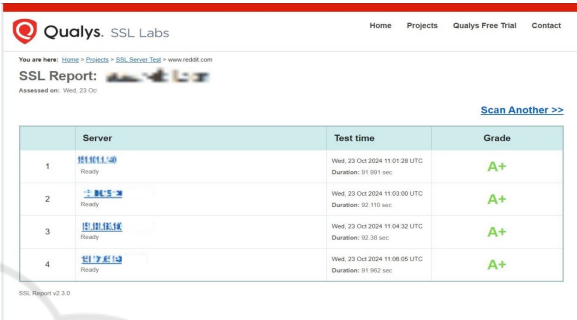 Qualys. SSL Labs
Home Projects Qualys Free Trial Contact
You are here: Home > Projects > SSL Server Test > www.reddit.com
SSL Report:
Assessed on: Wed, 23 Oc
Scan Another >>
Server Test time Grade
1 Ready Wed, 23 Oct 2024 11:01:28 UTC
Duration: 91.991 sec A+
2 Ready Wed, 23 Oct 2024 11:03:00 UTC
Duration: 92.110 sec A+
3 Ready Wed, 23 Oct 2024 11:04:32 UTC
Duration: 92.38 sec A+
4 Ready Wed, 23 Oct 2024 11:06:05 UTC
Duration: 91.962 sec A+
SSL Report v2.3.0